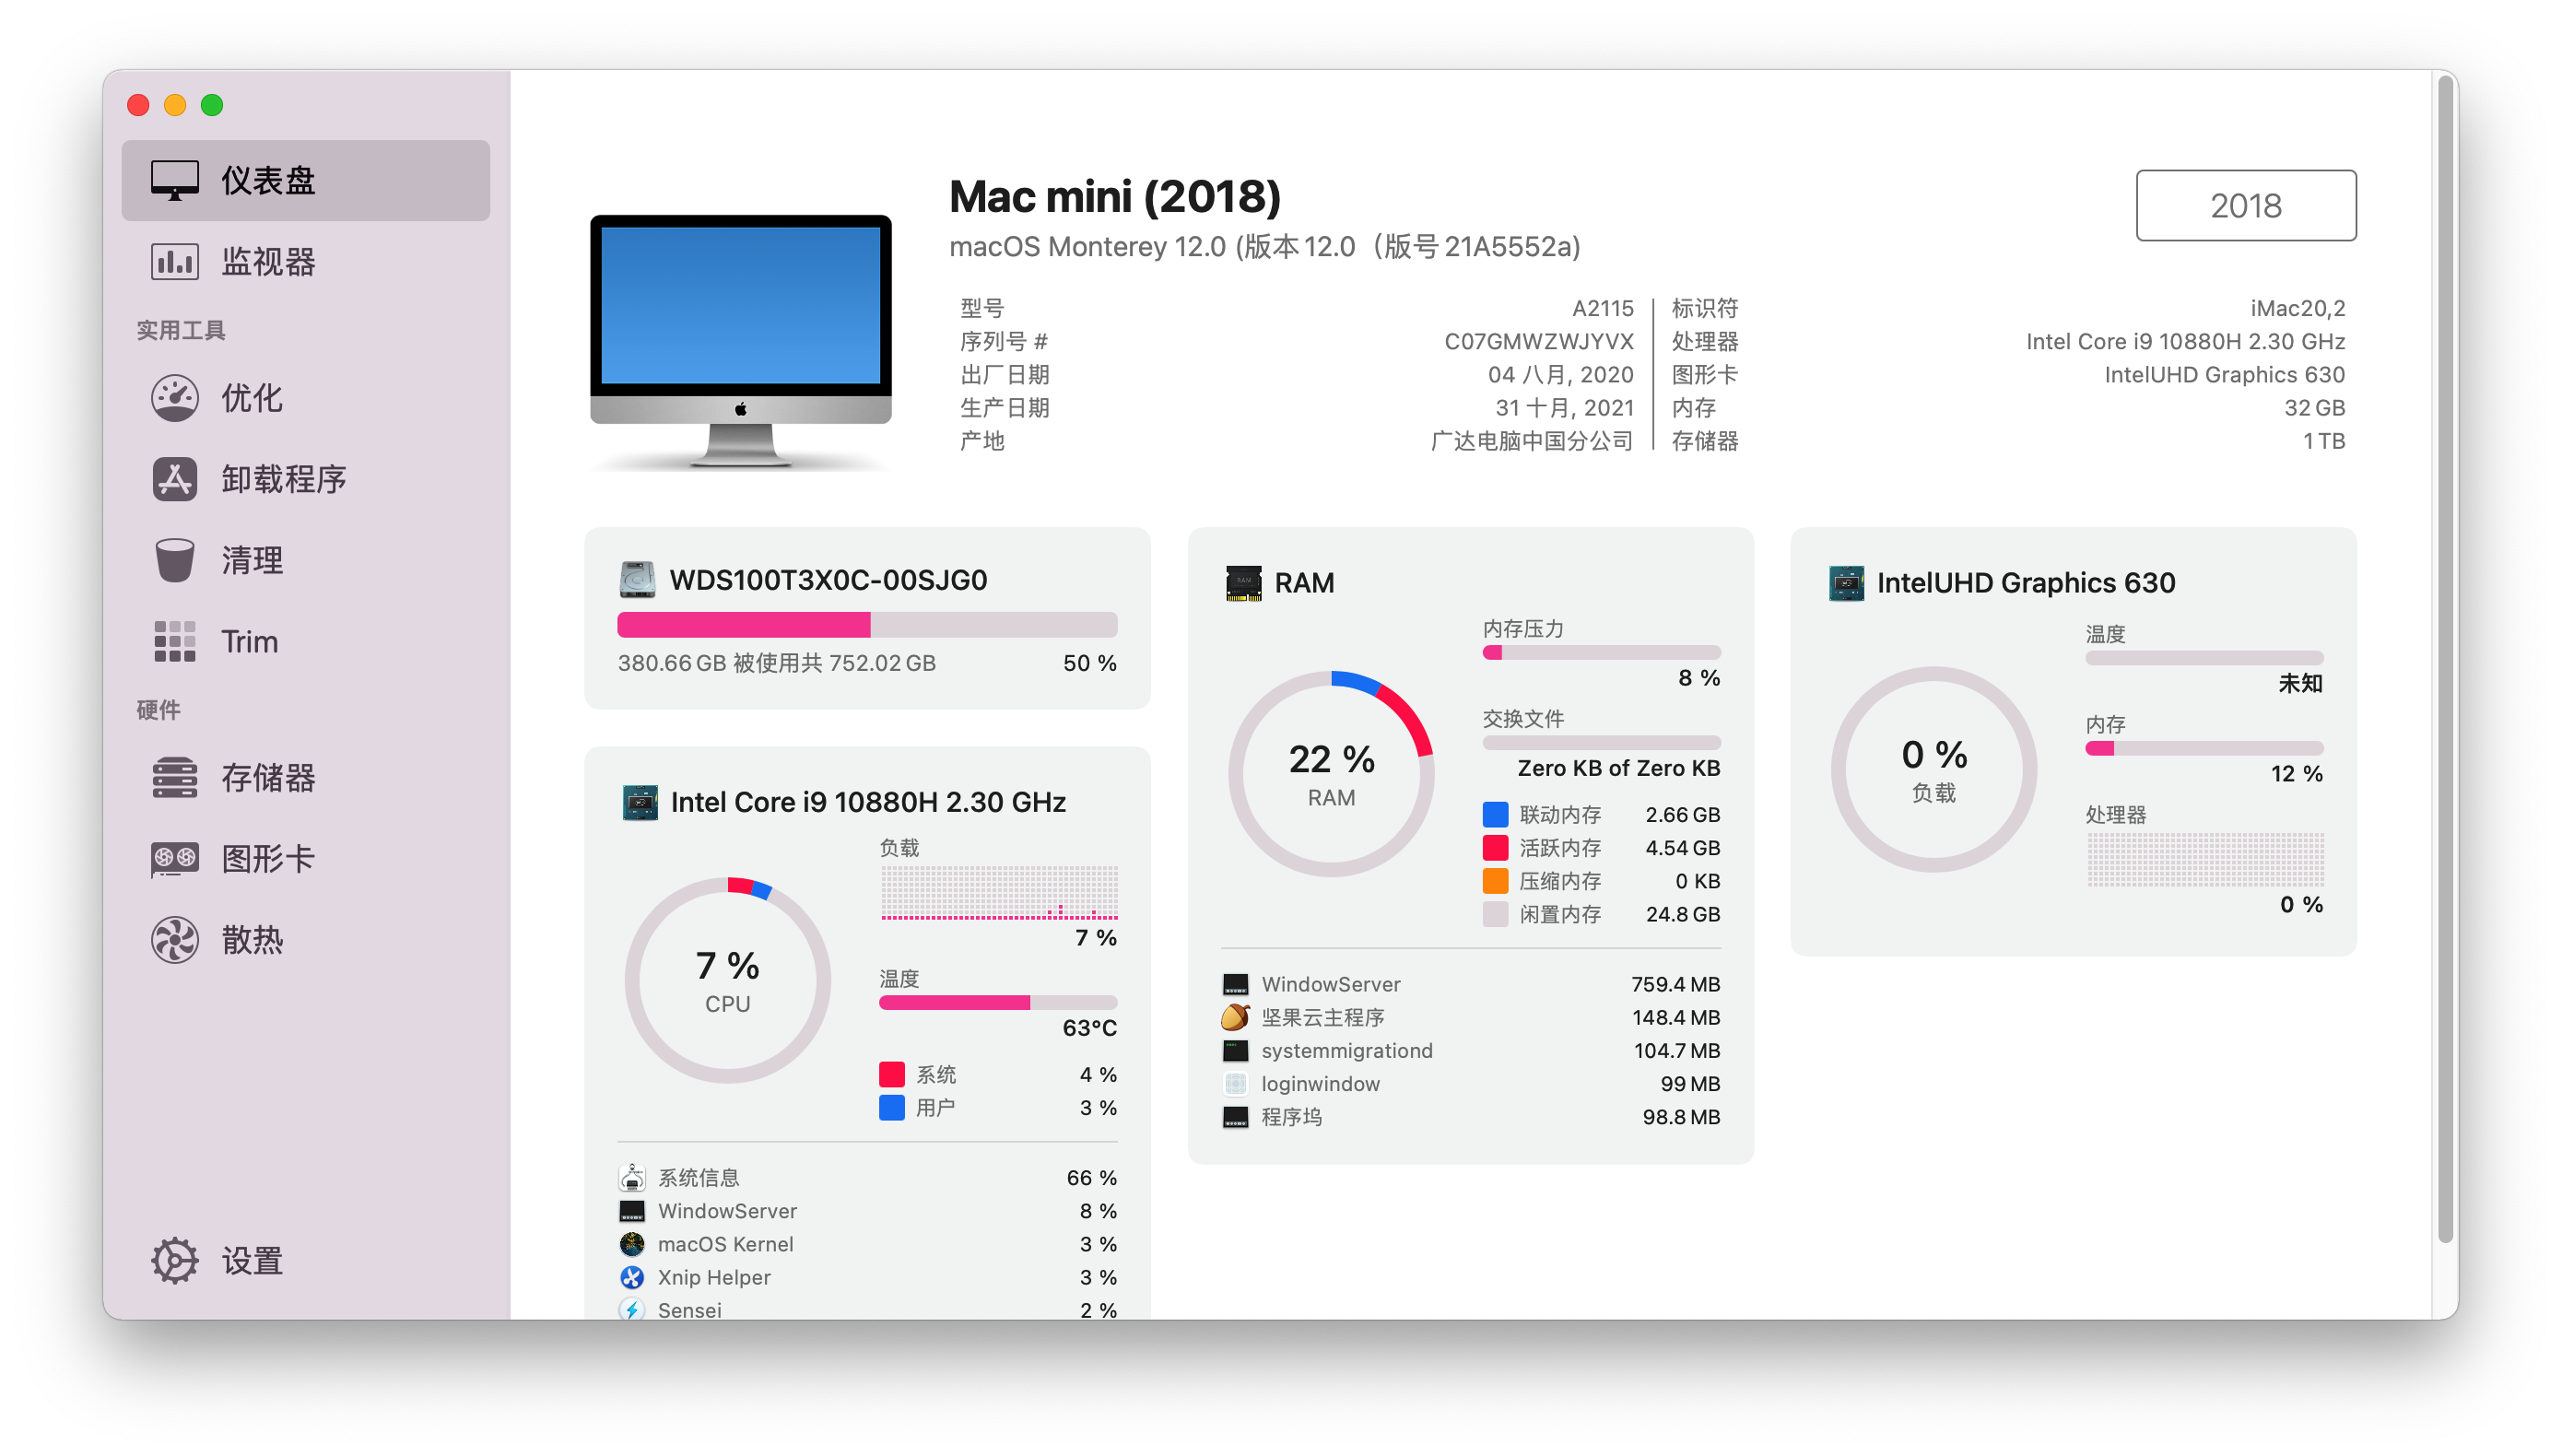 仪表盘
监视器
实用工具
优化
卸载程序
清理
Trim
硬件
存储器
图形卡
散热
设置
Mac mini (2018)
macOS Monterey 12.0 (版本 12.0（版号 21A5552a)
2018
型号 A2115
序列号 # C07GMWZWJYVX
出厂日期 04 八月, 2020
生产日期 31 十月, 2021
产地 广达电脑中国分公司
标识符 iMac20,2
处理器 Intel Core i9 10880H 2.30 GHz
图形卡 IntelUHD Graphics 630
内存 32 GB
存储器 1 TB
WDS100T3X0C-00SJG0
380.66 GB 被使用共 752.02 GB 50 %
Intel Core i9 10880H 2.30 GHz
7 %
CPU
负载
7 %
温度
63°C
系统 4 %
用户 3 %
系统信息 66 %
WindowServer 8 %
macOS Kernel 3 %
Xnip Helper 3 %
Sensei 2 %
RAM
22 %
RAM
内存压力
8 %
交换文件
Zero KB of Zero KB
联动内存 2.66 GB
活跃内存 4.54 GB
压缩内存 0 KB
闲置内存 24.8 GB
WindowServer 759.4 MB
坚果云主程序 148.4 MB
systemmigrationd 104.7 MB
loginwindow 99 MB
程序坞 98.8 MB
IntelUHD Graphics 630
0 %
负载
温度
未知
内存
12 %
处理器
0 %